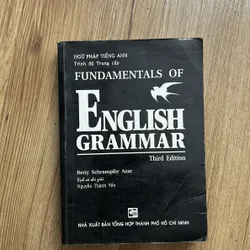 NGỮ PHÁP TIẾNG ANH
Trình độ Trung cấp
FUNDAMENTALS OF
ENGLISH
GRAMMAR
Third Edition
Betty Schrampfer Azar
Nguyễn Thành Yến
NHÀ XUẤT BẢN TỔNG HỢP THÀNH PHỐ HỒ CHÍ MINH